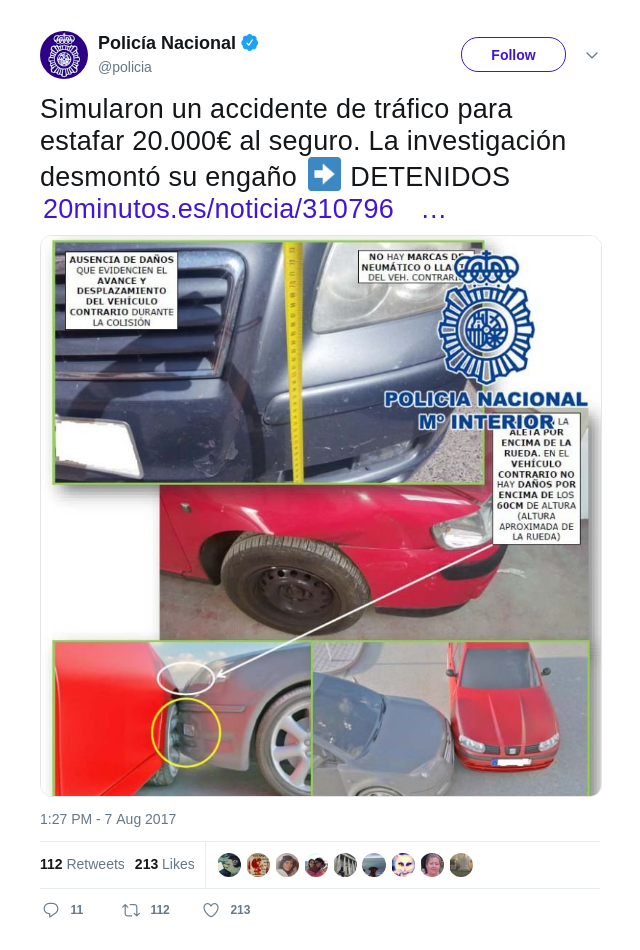 Policía Nacional
@policia
Follow
Simularon un accidente de tráfico para
estafar 20.000€ al seguro. La investigación
desmontó su engaño ➡ DETENIDOS
20minutos.es/noticia/310796 …
AUSENCIA DE DAÑOS
QUE EVIDENCIEN EL
AVANCE Y
DESPLAZAMIENTO
DEL VEHÍCULO
CONTRARIO DURANTE
LA COLISIÓN
NO HAY MARCAS DE
NEUMÁTICO O LLA
DEL VEH. CONTRARI
POLICIA NACIONAL
Mº INTERIOR
LA
ALETA POR
ENCIMA DE LA
RUEDA. EN EL
VEHÍCULO
CONTRARIO NO
HAY DAÑOS POR
ENCIMA DE LOS
60CM DE ALTURA
(ALTURA
APROXIMADA DE
LA RUEDA)
1:27 PM - 7 Aug 2017
112 Retweets 213 Likes
11 112 213